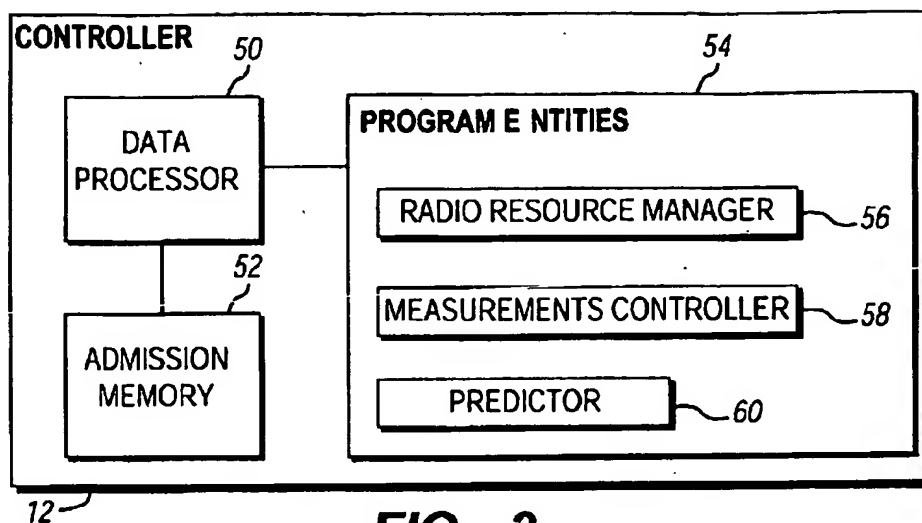 CONTROLLER
50
DATA
PROCESSOR
52
ADMISSION
MEMORY
54
PROGRAM E NTITIES
RADIO RESOURCE MANAGER
56
MEASUREMENTS CONTROLLER
58
PREDICTOR
60
12